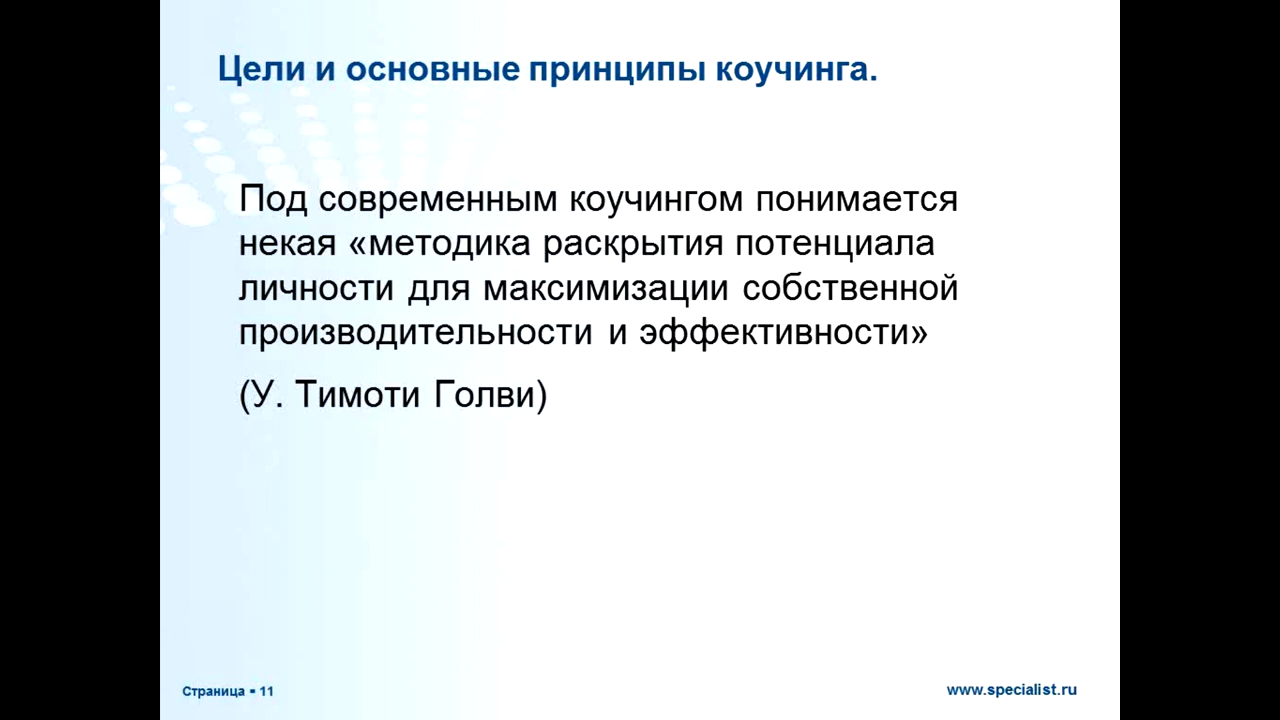 Цели и основные принципы коучинга.
Под современным коучингом понимается
некая «методика раскрытия потенциала
личности для максимизации собственной
производительности и эффективности»
(У. Тимоти Голви)
Страница ▪ 11
www.specialist.ru